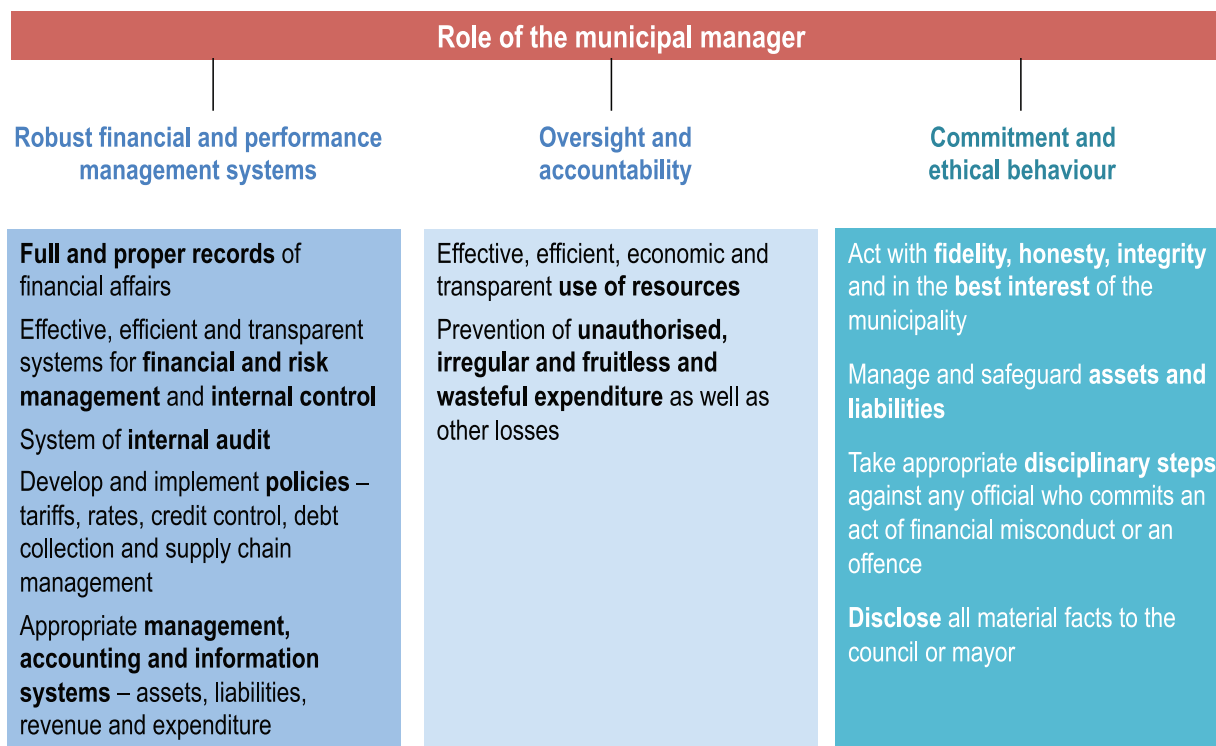 Role of the municipal manager
Robust financial and performance
management systems
Full and proper records of
financial affairs
Effective, efficient and transparent
systems for financial and risk
management and internal control
System of internal audit
Develop and implement policies –
tariffs, rates, credit control, debt
collection and supply chain
management
Appropriate management,
accounting and information
systems – assets, liabilities,
revenue and expenditure
Oversight and
accountability
Effective, efficient, economic and
transparent use of resources
Prevention of unauthorised,
irregular and fruitless and
wasteful expenditure as well as
other losses
Commitment and
ethical behaviour
Act with fidelity, honesty, integrity
and in the best interest of the
municipality
Manage and safeguard assets and
liabilities
Take appropriate disciplinary steps
against any official who commits an
act of financial misconduct or an
offence
Disclose all material facts to the
council or mayor